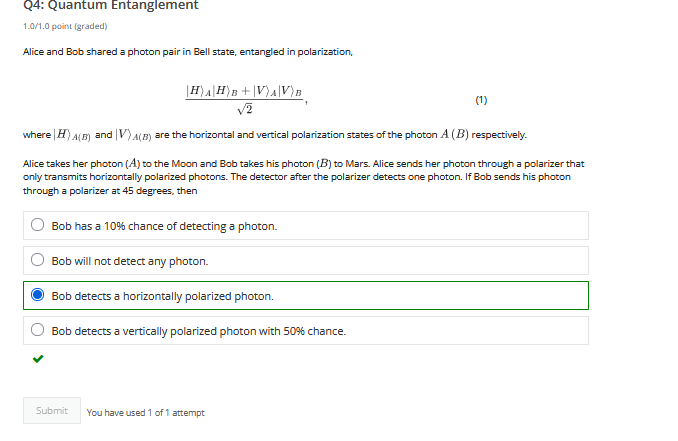 Q4: Quantum Entanglement
1.0/1.0 point (graded)
Alice and Bob shared a photon pair in Bell state, entangled in polarization,
|H⟩A|H⟩B + |V⟩A|V⟩B
√2 ,
(1)
where |H⟩A(B) and |V⟩A(B) are the horizontal and vertical polarization states of the photon A (B) respectively.
Alice takes her photon (A) to the Moon and Bob takes his photon (B) to Mars. Alice sends her photon through a polarizer that
only transmits horizontally polarized photons. The detector after the polarizer detects one photon. If Bob sends his photon
through a polarizer at 45 degrees, then
Bob has a 10% chance of detecting a photon.
Bob will not detect any photon.
Bob detects a horizontally polarized photon.
Bob detects a vertically polarized photon with 50% chance.
Submit You have used 1 of 1 attempt